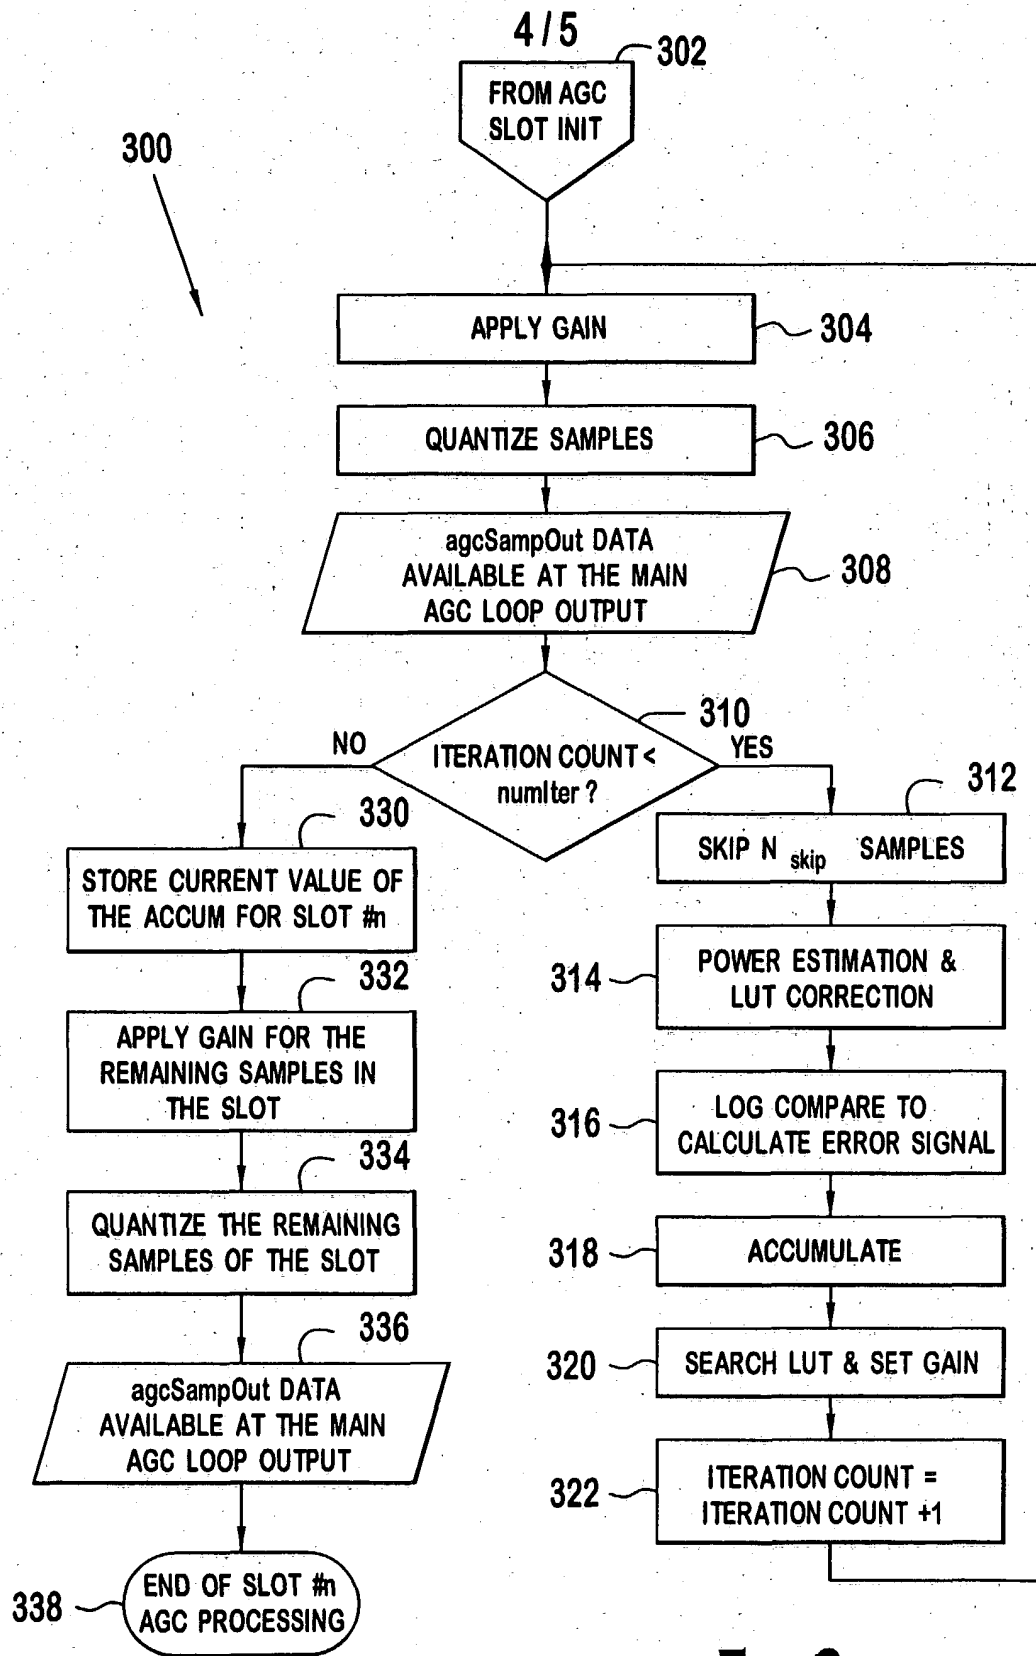 4 / 5
302
FROM AGC
SLOT INIT
300
APPLY GAIN
304
QUANTIZE SAMPLES
306
agcSampOut DATA
AVAILABLE AT THE MAIN
AGC LOOP OUTPUT
308
310
ITERATION COUNT <
numIter ?
NO
YES
330
STORE CURRENT VALUE OF
THE ACCUM FOR SLOT #n
332
APPLY GAIN FOR THE
REMAINING SAMPLES IN
THE SLOT
334
QUANTIZE THE REMAINING
SAMPLES OF THE SLOT
336
agcSampOut DATA
AVAILABLE AT THE MAIN
AGC LOOP OUTPUT
338
END OF SLOT #n
AGC PROCESSING
312
SKIP N skip SAMPLES
314
POWER ESTIMATION &
LUT CORRECTION
316
LOG COMPARE TO
CALCULATE ERROR SIGNAL
318
ACCUMULATE
320
SEARCH LUT & SET GAIN
322
ITERATION COUNT =
ITERATION COUNT +1